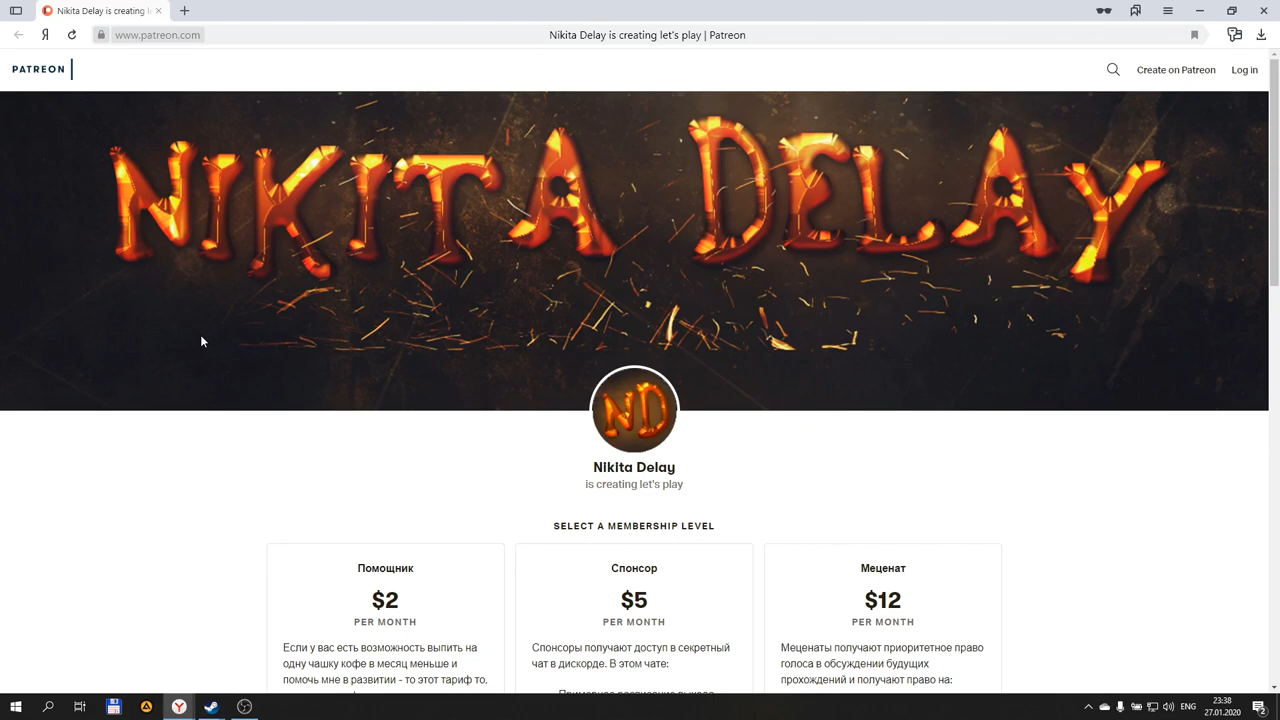 Nikita Delay is creating l
www.patreon.com
Nikita Delay is creating let's play | Patreon
PATREON
Create on Patreon
Log in
NIKITA DELAY
ND
Nikita Delay
is creating let's play
SELECT A MEMBERSHIP LEVEL
Помощник
$2
PER MONTH
Если у вас есть возможность выпить на
одну чашку кофе в месяц меньше и
помочь мне в развитии - то этот тариф то,
Спонсор
$5
PER MONTH
Спонсоры получают доступ в секретный
чат в дискорде. В этом чате:
Примерное расписание выхода
Меценат
$12
PER MONTH
Меценаты получают приоритетное право
голоса в обсуждении будущих
прохождений и получают право на:
ENG
23:38
27.01.2020
2